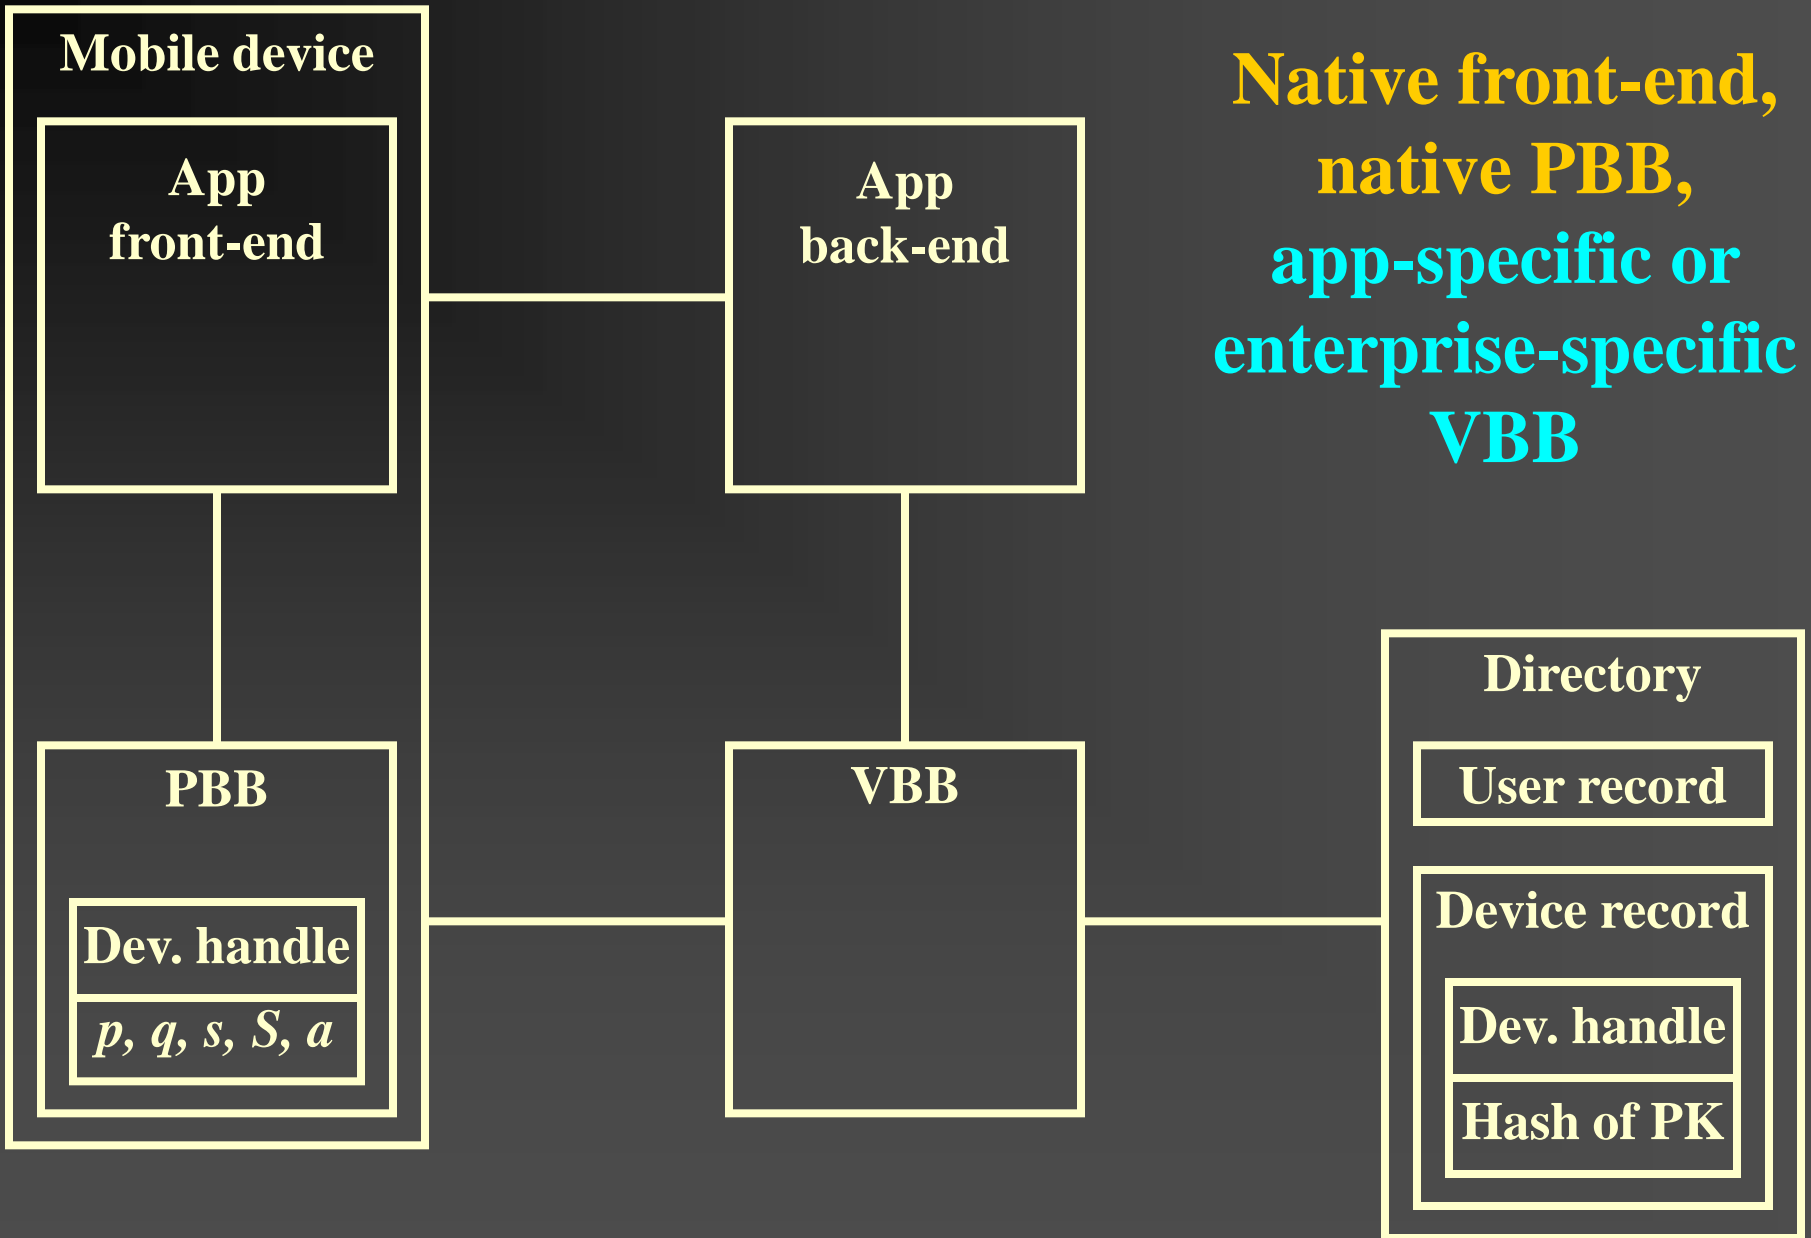 Mobile device
App
front-end
App
back-end
Native front-end,
native PBB,
app-specific or
enterprise-specific
VBB
PBB
Dev. handle
p, q, s, S, a
VBB
Directory
User record
Device record
Dev. handle
Hash of PK